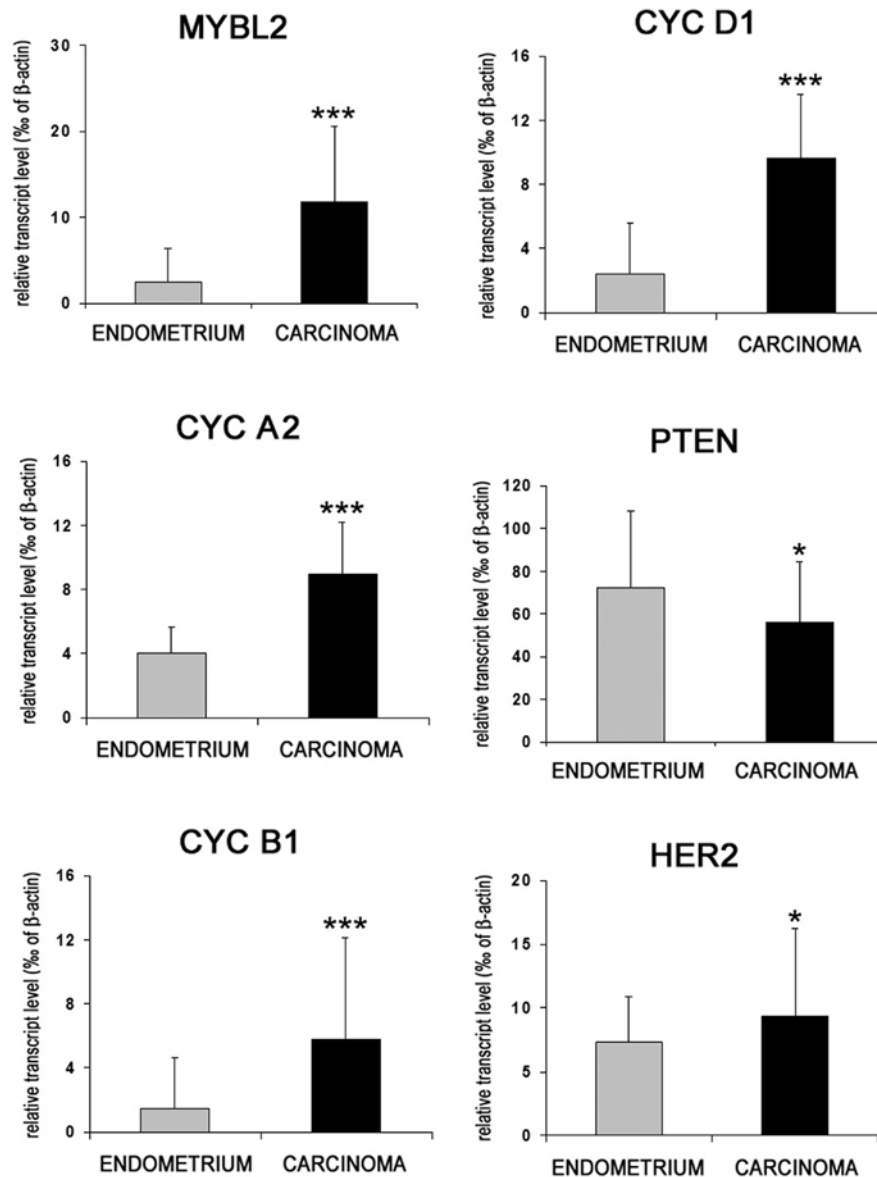 MYBL2
relative transcript level (‰ of β-actin)
30
20
10
0
***
ENDOMETRIUM CARCINOMA
CYC D1
relative transcript level (‰ of β-actin)
16
12
8
4
0
***
ENDOMETRIUM CARCINOMA
CYC A2
relative transcript level (‰ of β-actin)
16
12
8
4
0
***
ENDOMETRIUM CARCINOMA
PTEN
relative transcript level (‰ of β-actin)
120
100
80
60
40
20
0
*
ENDOMETRIUM CARCINOMA
CYC B1
relative transcript level (‰ of β-actin)
16
12
8
4
0
***
ENDOMETRIUM CARCINOMA
HER2
relative transcript level (‰ of β-actin)
20
15
10
5
0
*
ENDOMETRIUM CARCINOMA